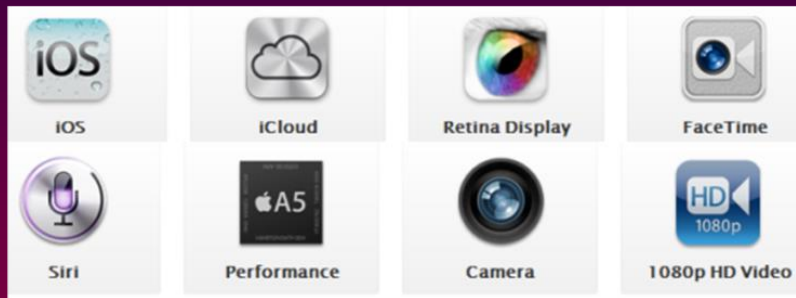 iOS
iOS
iCloud
Retina Display
FaceTime
Siri
A5
Performance
Camera
HD
1080p
1080p HD Video